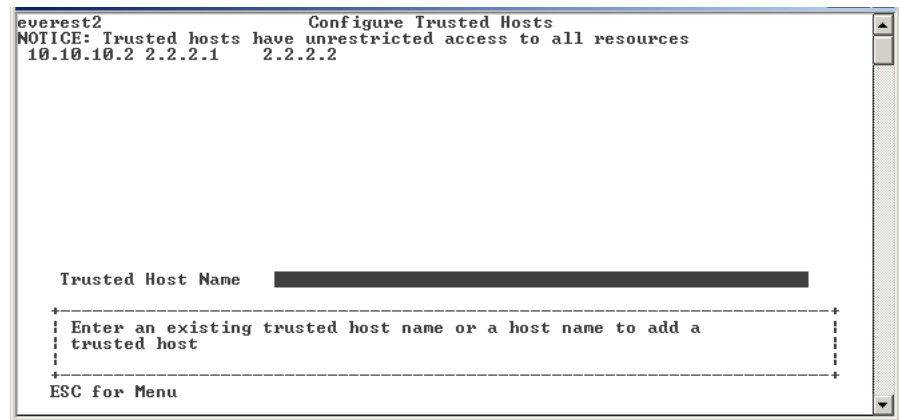 everest2 Configure Trusted Hosts
NOTICE: Trusted hosts have unrestricted access to all resources
10.10.10.2 2.2.2.1 2.2.2.2
Trusted Host Name
Enter an existing trusted host name or a host name to add a
trusted host
ESC for Menu